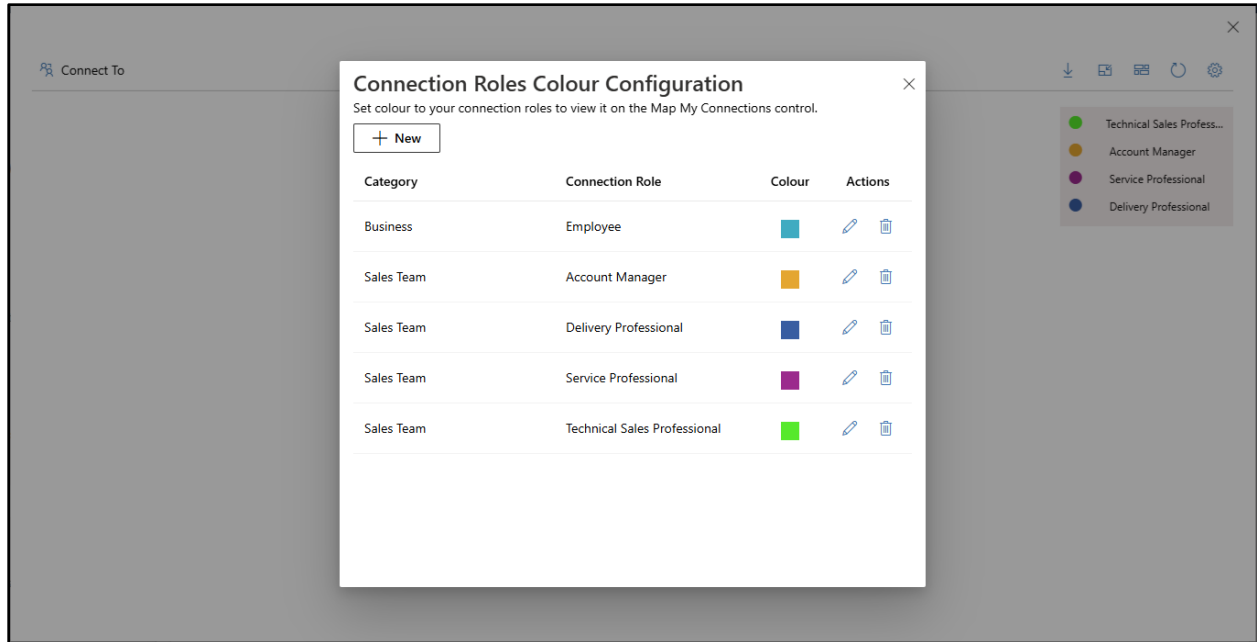 Connect To
Connection Roles Colour Configuration
Set colour to your connection roles to view it on the Map My Connections control.
New
Category Connection Role Colour Actions
Business Employee
Sales Team Account Manager
Sales Team Delivery Professional
Sales Team Service Professional
Sales Team Technical Sales Professional
Technical Sales Profess...
Account Manager
Service Professional
Delivery Professional